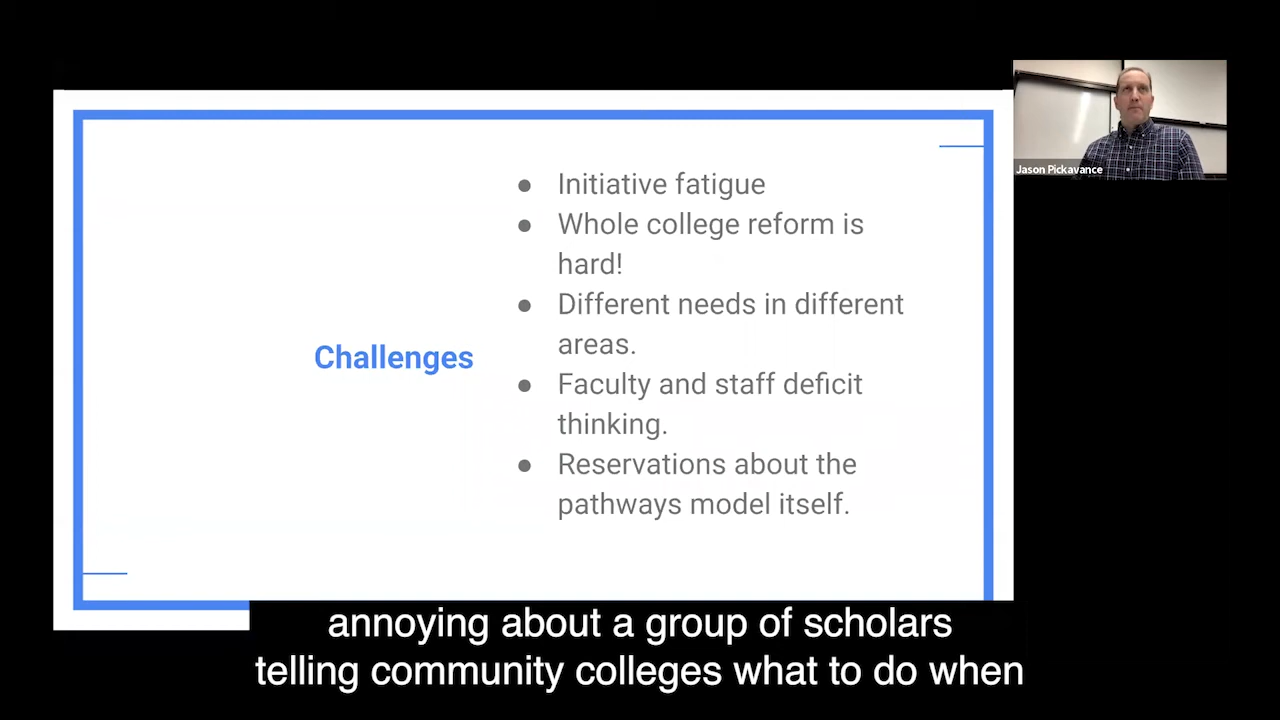 Jason Pickavance
Challenges
● Initiative fatigue
● Whole college reform is
hard!
● Different needs in different
areas.
● Faculty and staff deficit
thinking.
● Reservations about the
pathways model itself.
annoying about a group of scholars
telling community colleges what to do when